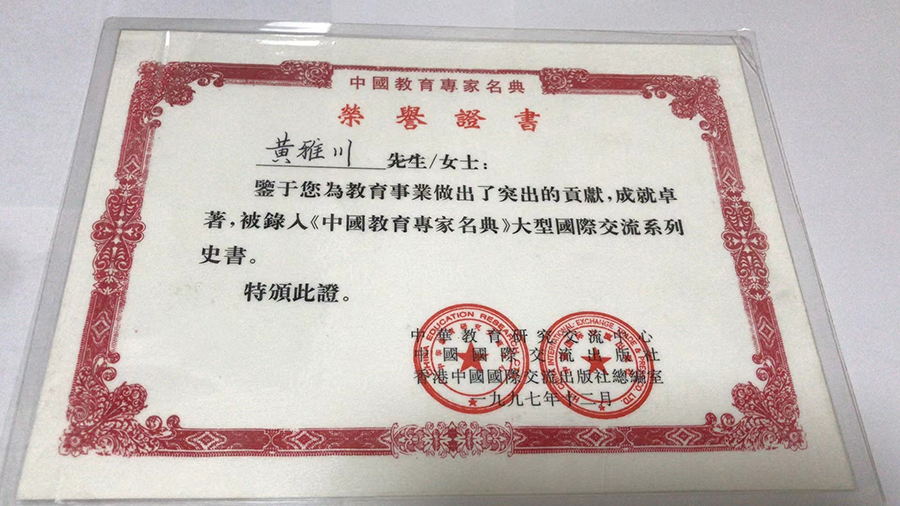 中國教育專家名典
榮譽證書
黃雅川 先生/女士:
鑒于您為教育事業做出了突出的貢獻,成就卓
著,被錄入《中國教育專家名典》大型國際交流系列
史書。
特頒此證。
中華教育研究交流中心
中國國際交流出版社
香港中國國際交流出版社總編室
一九九七年十二月